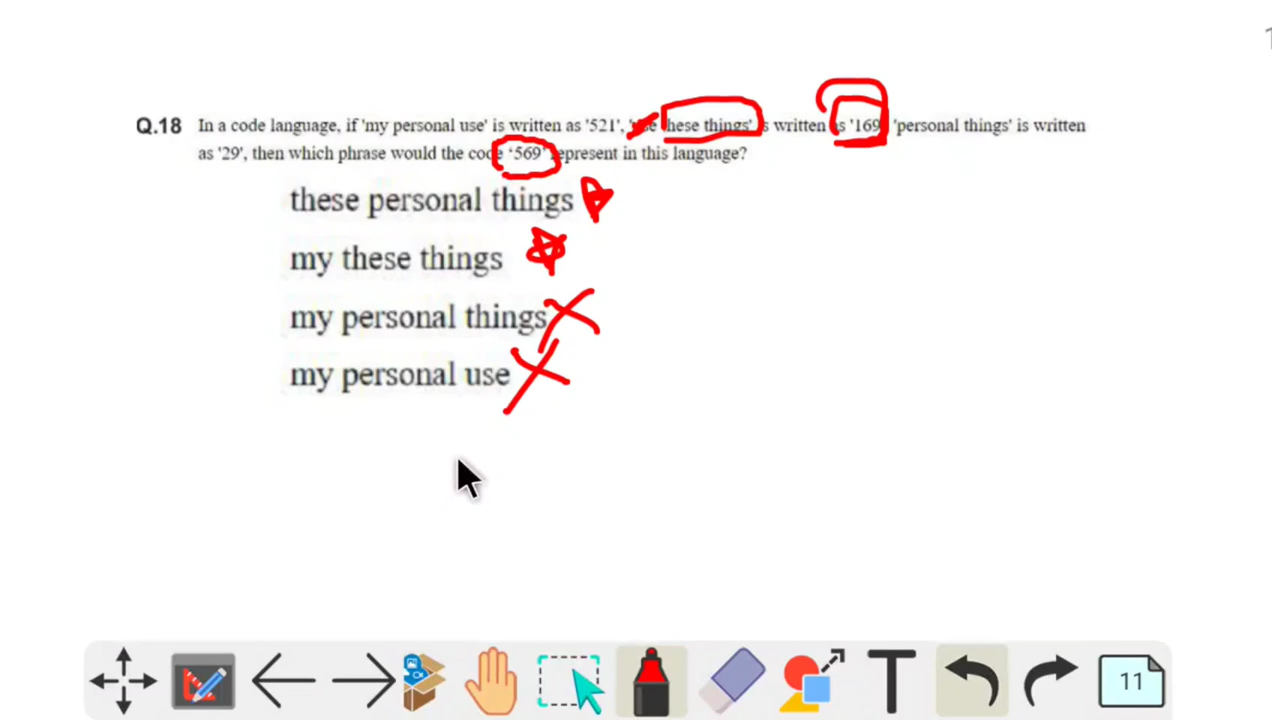 Q.18 In a code language, if 'my personal use' is written as '521', 'use these things' is written as '169' 'personal things' is written
as '29', then which phrase would the code '569' represent in this language?
these personal things
my these things
my personal things
my personal use
11